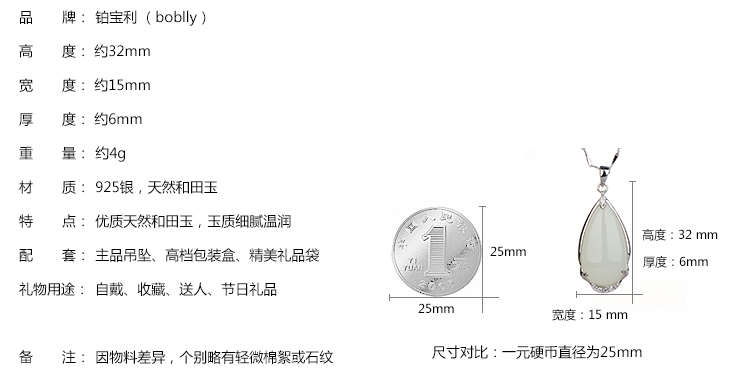 品 牌：铂宝利（boblly）
高 度：约32mm
宽 度：约15mm
厚 度：约6mm
重 量：约4g
材 质：925银，天然和田玉
特 点：优质天然和田玉，玉质细腻温润
配 套：主品吊坠、高档包装盒、精美礼品袋
礼物用途：自戴、收藏、送人、节日礼品
备 注：因物料差异，个别略有轻微棉絮或石纹
1
YI YUAN
25mm
25mm
高度：32 mm
厚度：6mm
宽度：15 mm
尺寸对比：一元硬币直径为25mm